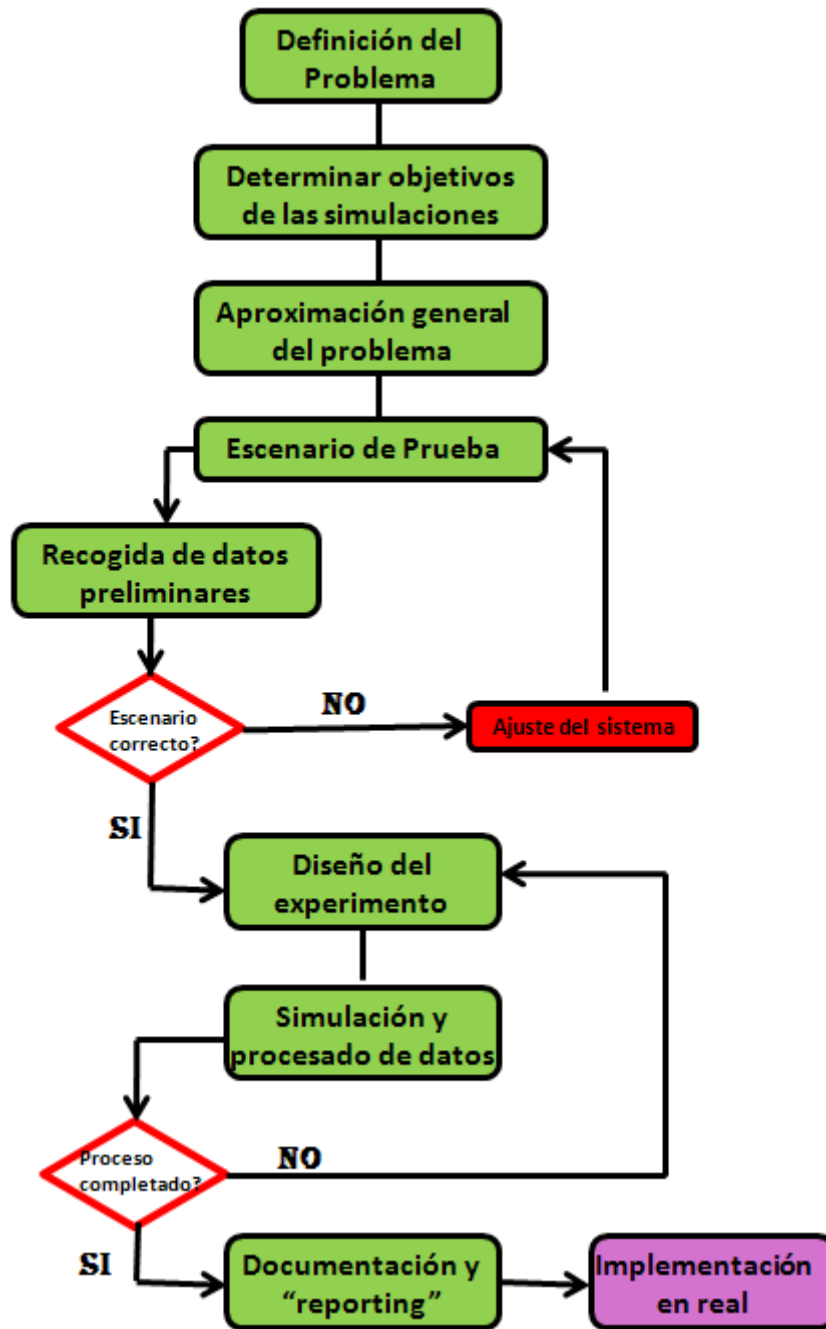 Definición del
Problema
Determinar objetivos
de las simulaciones
Aproximación general
del problema
Escenario de Prueba
Recogida de datos
preliminares
Escenario
correcto?
NO
Ajuste del sistema
SI
Diseño del
experimento
Simulación y
procesado de datos
Proceso
completado?
NO
SI
Documentación y
“reporting”
Implementación
en real